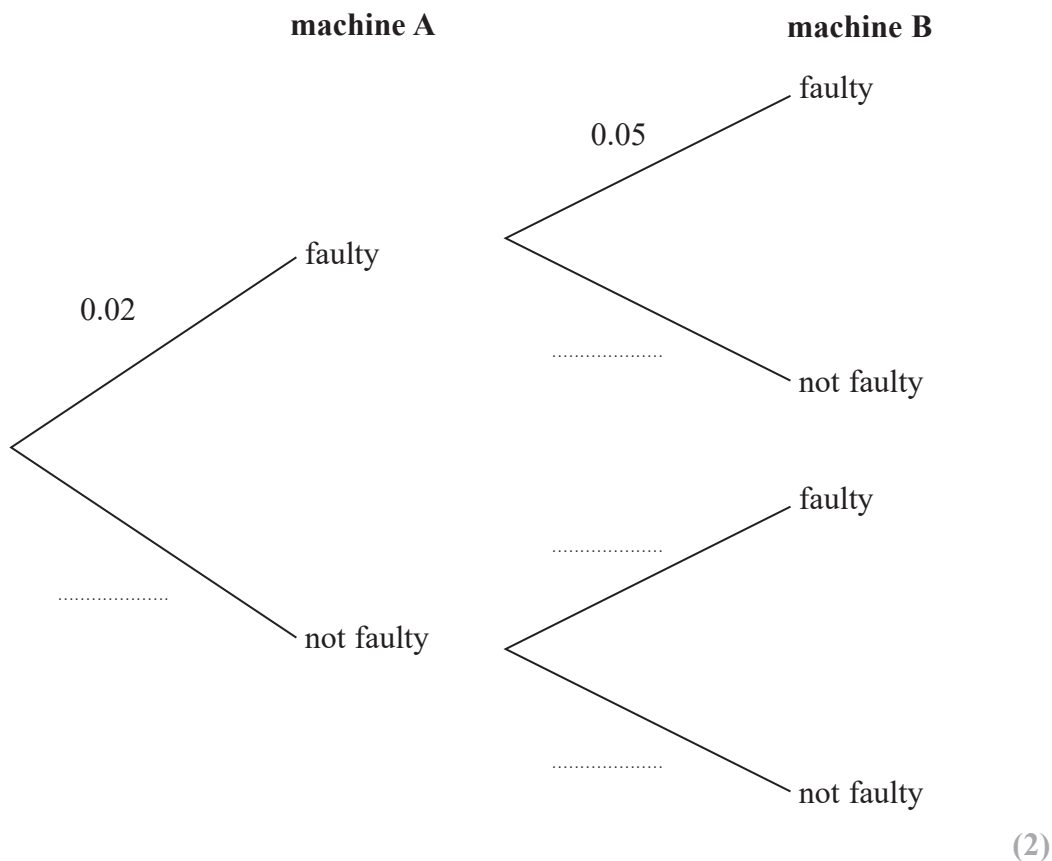 machine A
machine B
faulty
0.05
faulty
0.02
....................
not faulty
faulty
....................
....................
not faulty
....................
not faulty
(2)